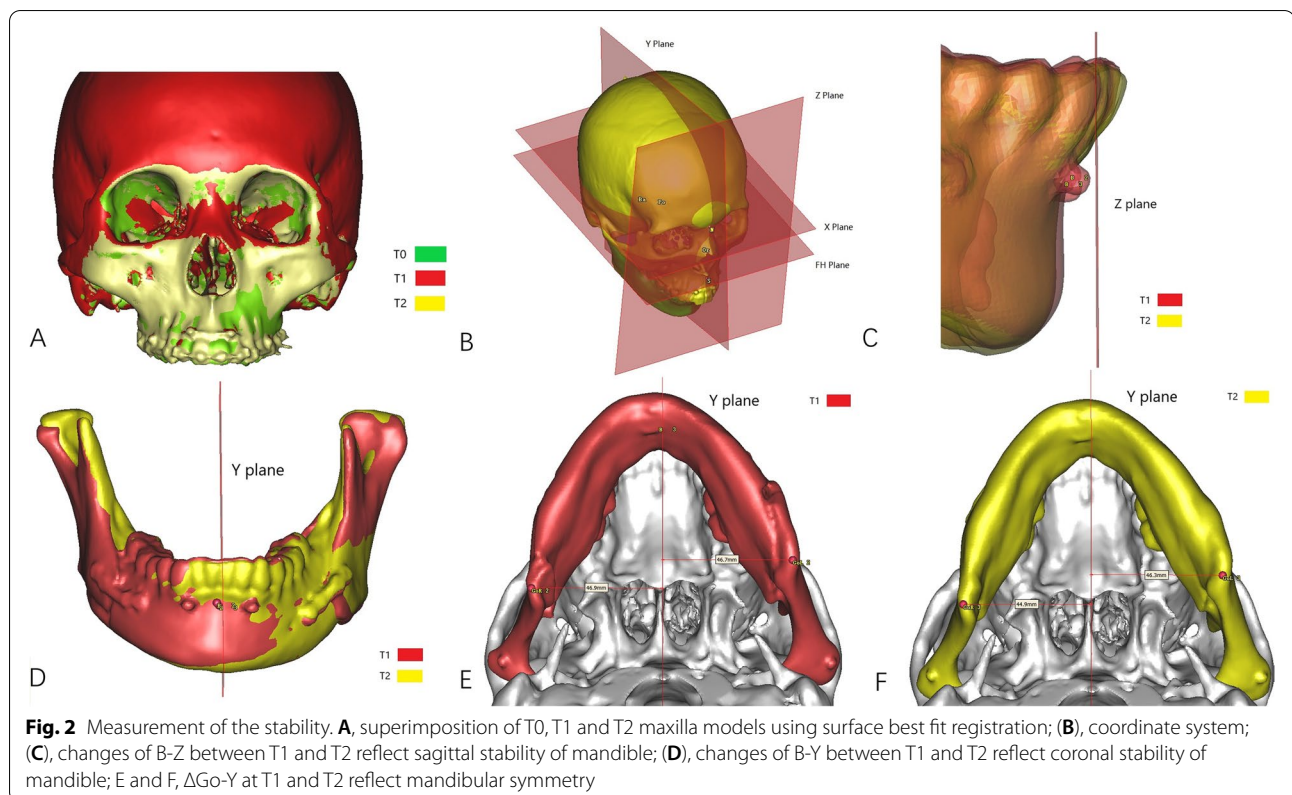 Y Plane
Z Plane
X Plane
FH Plane
T0
T1
T2
A
B
Z plane
T1
T2
C
Y plane
T1
T2
D
Y plane
T1
46.7mm
46.9mm
E
Y plane
T2
46.3mm
44.9mm
F
Fig. 2 Measurement of the stability. A, superimposition of T0, T1 and T2 maxilla models using surface best fit registration; (B), coordinate system;
(C), changes of B-Z between T1 and T2 reflect sagittal stability of mandible; (D), changes of B-Y between T1 and T2 reflect coronal stability of
mandible; E and F, ΔGo-Y at T1 and T2 reflect mandibular symmetry